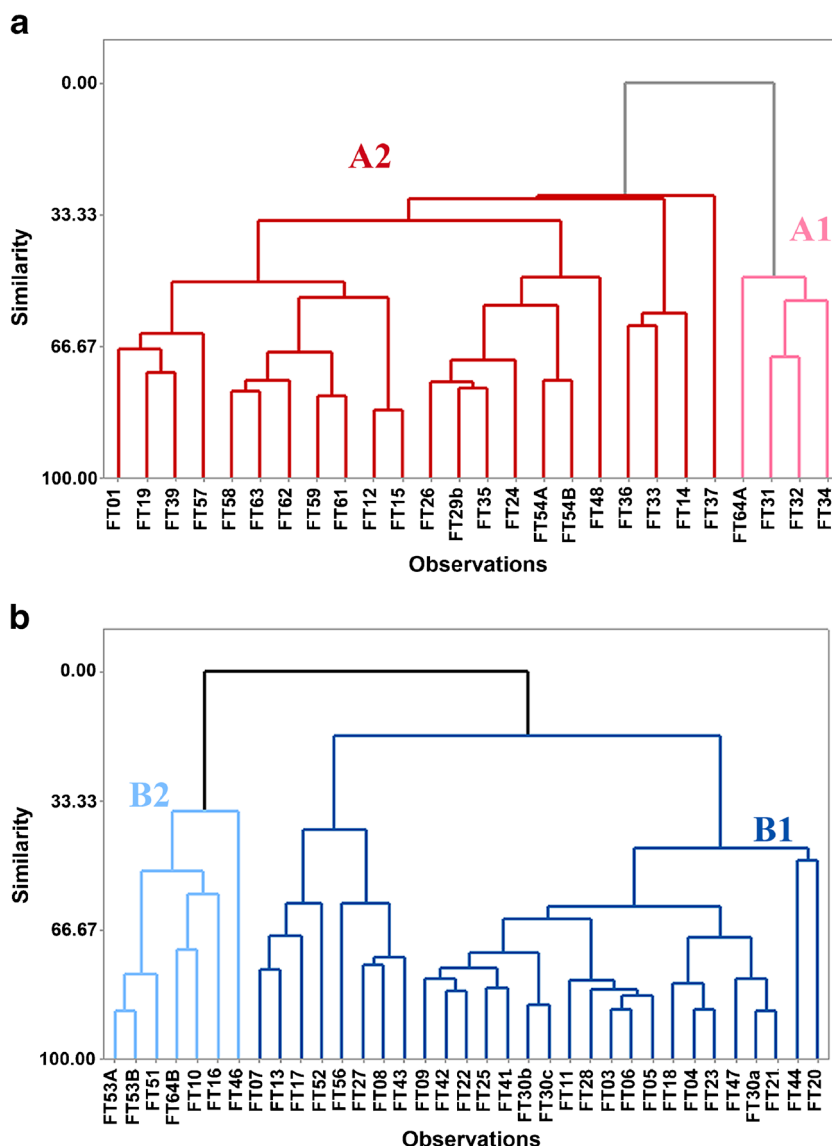 a
0.00
A2
33.33
A1
Similarity
66.67
100.00
FT01 FT19 FT39 FT57 FT58 FT63 FT62 FT59 FT61 FT12 FT15 FT26 FT29b FT35 FT24 FT54A FT54B FT48 FT36 FT33 FT14 FT37 FT64A FT31 FT32 FT34
Observations
b
0.00
33.33
B2
B1
Similarity
66.67
100.00
FT53A FT53B FT51 FT64B FT10 FT16 FT46 FT07 FT13 FT17 FT52 FT56 FT27 FT08 FT43 FT09 FT42 FT22 FT25 FT41 FT30b FT30c FT11 FT28 FT03 FT06 FT05 FT18 FT04 FT23 FT47 FT30a FT21 FT44 FT20
Observations